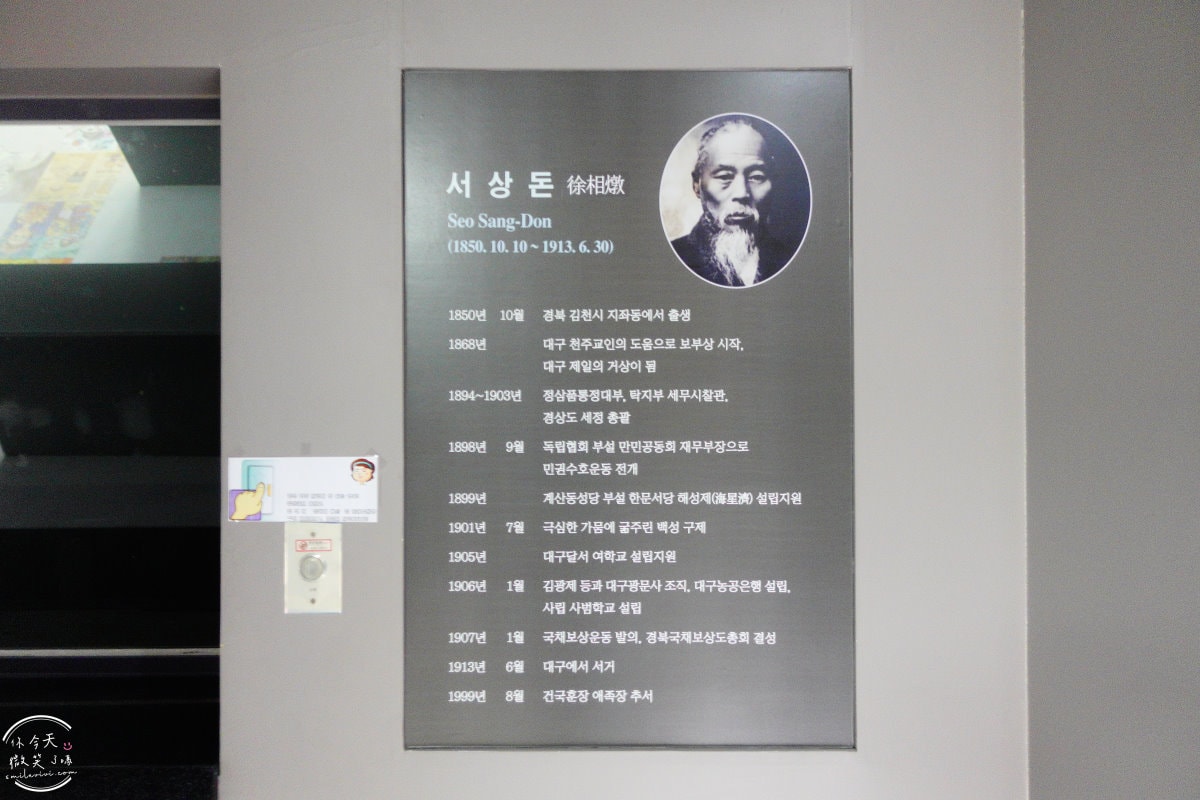 서상돈 徐相燉
Seo Sang-Don
(1850. 10. 10 ~ 1913. 6. 30)
1850년 10월 경북 김천시 지좌동에서 출생
1868년 대구 천주교인의 도움으로 보부상 시작,
대구 제일의 거상이 됨
1894~1903년 정삼품통정대부, 탁지부 세무시찰관,
경상도 세정 총괄
1898년 9월 독립협회 부설 만민공동회 재무부장으로
민권수호운동 전개
1899년 계산동성당 부설 한문서당 해성제(海星濟) 설립지원
1901년 7월 극심한 가뭄에 굶주린 백성 구제
1905년 대구달서 여학교 설립지원
1906년 1월 김광제 등과 대구광문사 조직, 대구농공은행 설립,
사립 사범학교 설립
1907년 1월 국채보상운동 발의, 경북국채보상도총회 결성
1913년 6월 대구에서 서거
1999년 8월 건국훈장 애족장 추서
你今天
微笑了嗎
smilevivi.com